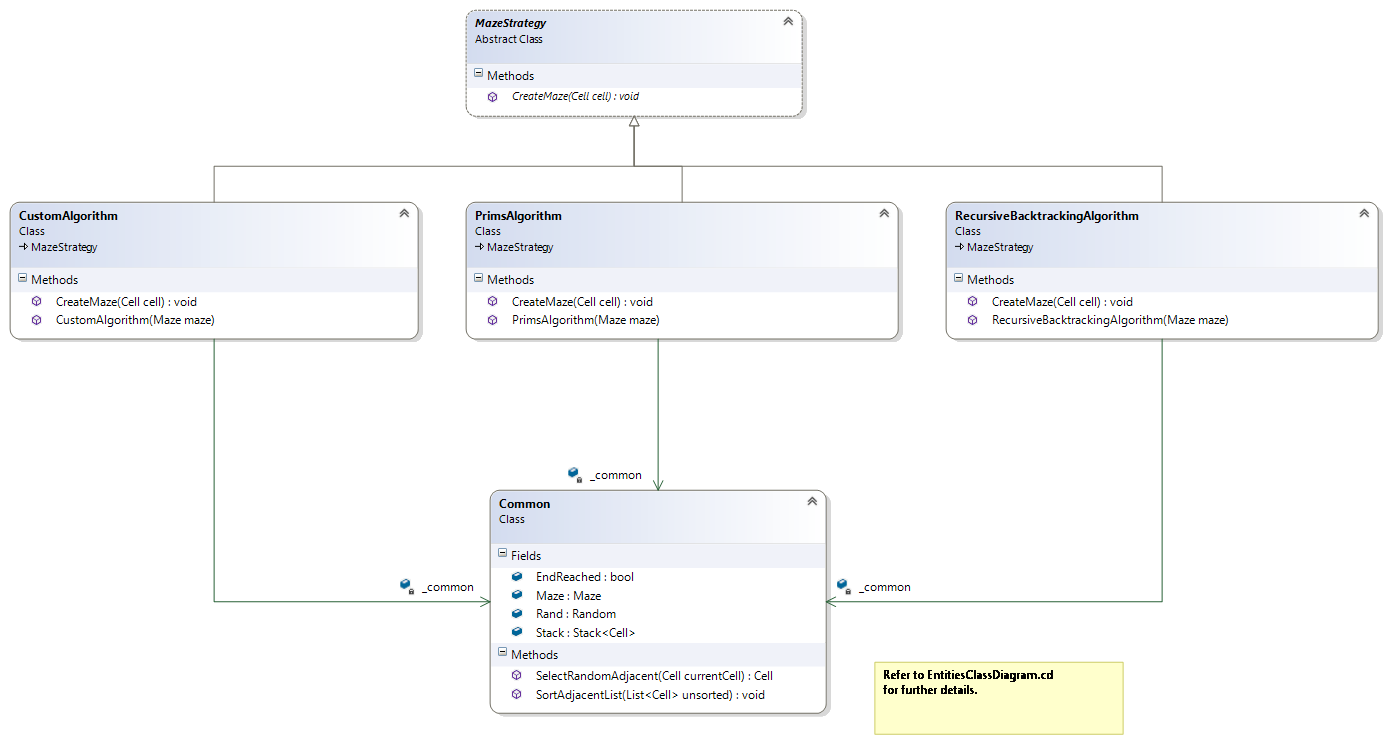 MazeStrategy
Abstract Class
Methods
CreateMaze(Cell cell) : void
CustomAlgorithm
Class
MazeStrategy
Methods
CreateMaze(Cell cell) : void
CustomAlgorithm(Maze maze)
PrimsAlgorithm
Class
MazeStrategy
Methods
CreateMaze(Cell cell) : void
PrimsAlgorithm(Maze maze)
RecursiveBacktrackingAlgorithm
Class
MazeStrategy
Methods
CreateMaze(Cell cell) : void
RecursiveBacktrackingAlgorithm(Maze maze)
_common
_common
_common
Common
Class
Fields
EndReached : bool
Maze : Maze
Rand : Random
Stack : Stack<Cell>
Methods
SelectRandomAdjacent(Cell currentCell) : Cell
SortAdjacentList(List<Cell> unsorted) : void
Refer to EntitiesClassDiagram.cd
for further details.